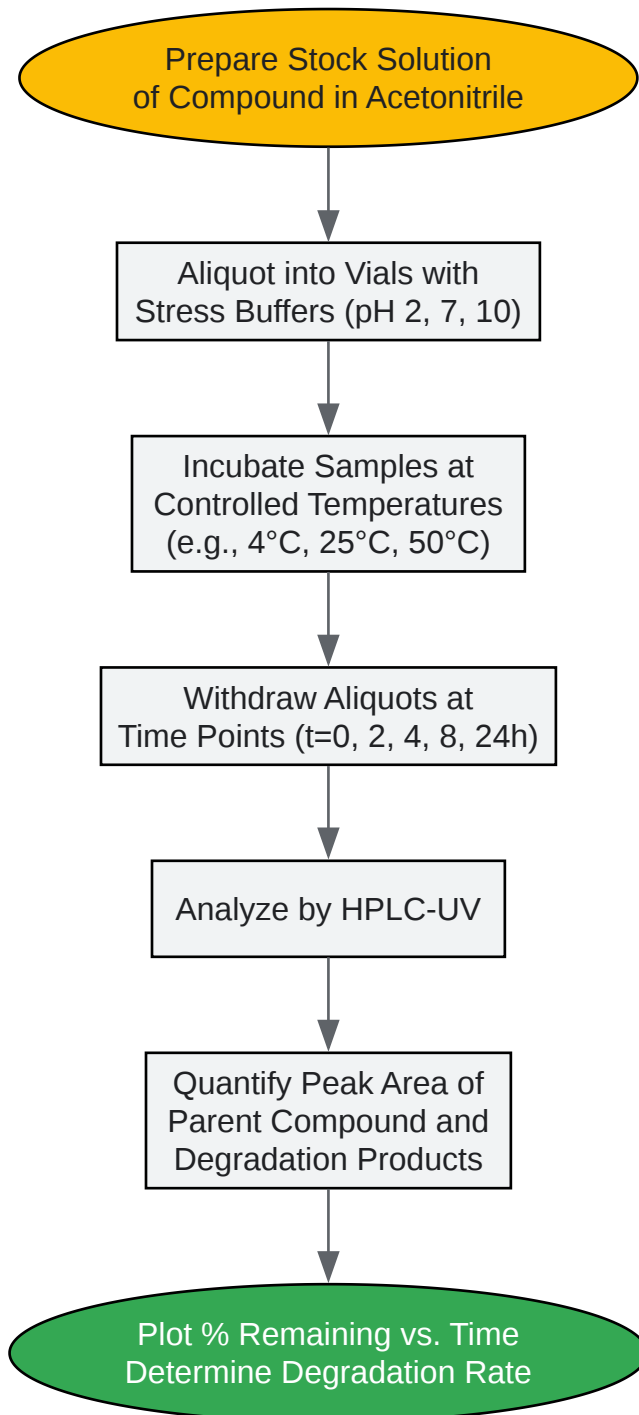 Prepare Stock Solution
of Compound in Acetonitrile
Aliquot into Vials with
Stress Buffers (pH 2, 7, 10)
Incubate Samples at
Controlled Temperatures
(e.g., 4°C, 25°C, 50°C)
Withdraw Aliquots at
Time Points (t=0, 2, 4, 8, 24h)
Analyze by HPLC-UV
Quantify Peak Area of
Parent Compound and
Degradation Products
Plot % Remaining vs. Time
Determine Degradation Rate